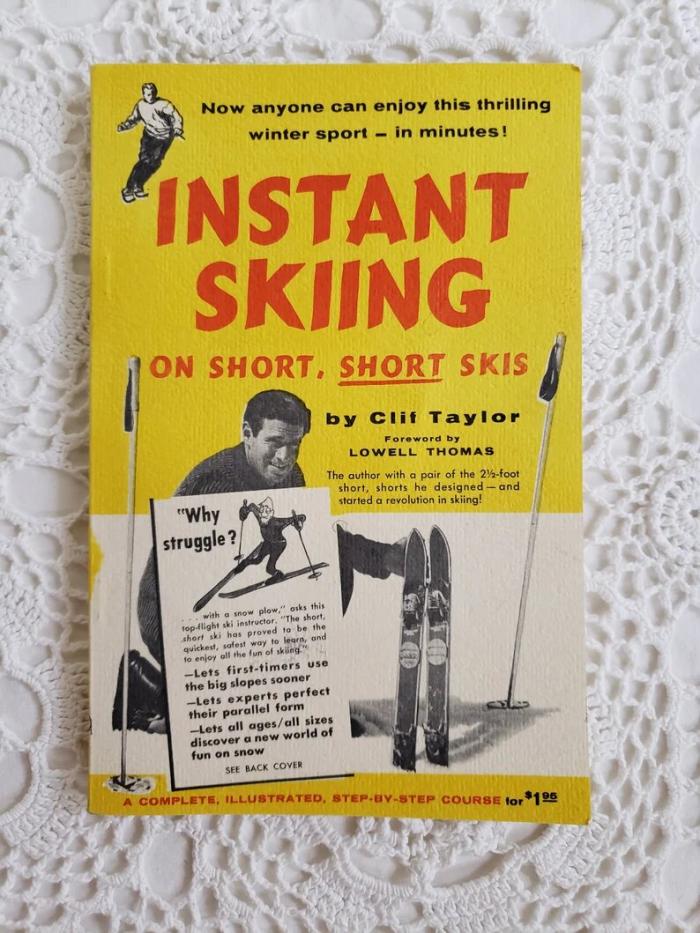 Now anyone can enjoy this thrilling
winter sport – in minutes!
INSTANT
SKIING
ON SHORT, SHORT SKIS
by Clif Taylor
Foreword by
LOWELL THOMAS
The author with a pair of the 2½-foot
short, shorts he designed — and
started a revolution in skiing!
"Why
struggle?
. . . with a snow plow," asks this
top-flight ski instructor. "The short,
short ski has proved to be the
quickest, safest way to learn, and
to enjoy all the fun of skiing."
—Lets first-timers use
the big slopes sooner
—Lets experts perfect
their parallel form
—Lets all ages/all sizes
discover a new world of
fun on snow
SEE BACK COVER
A COMPLETE, ILLUSTRATED, STEP-BY-STEP COURSE for $1.95